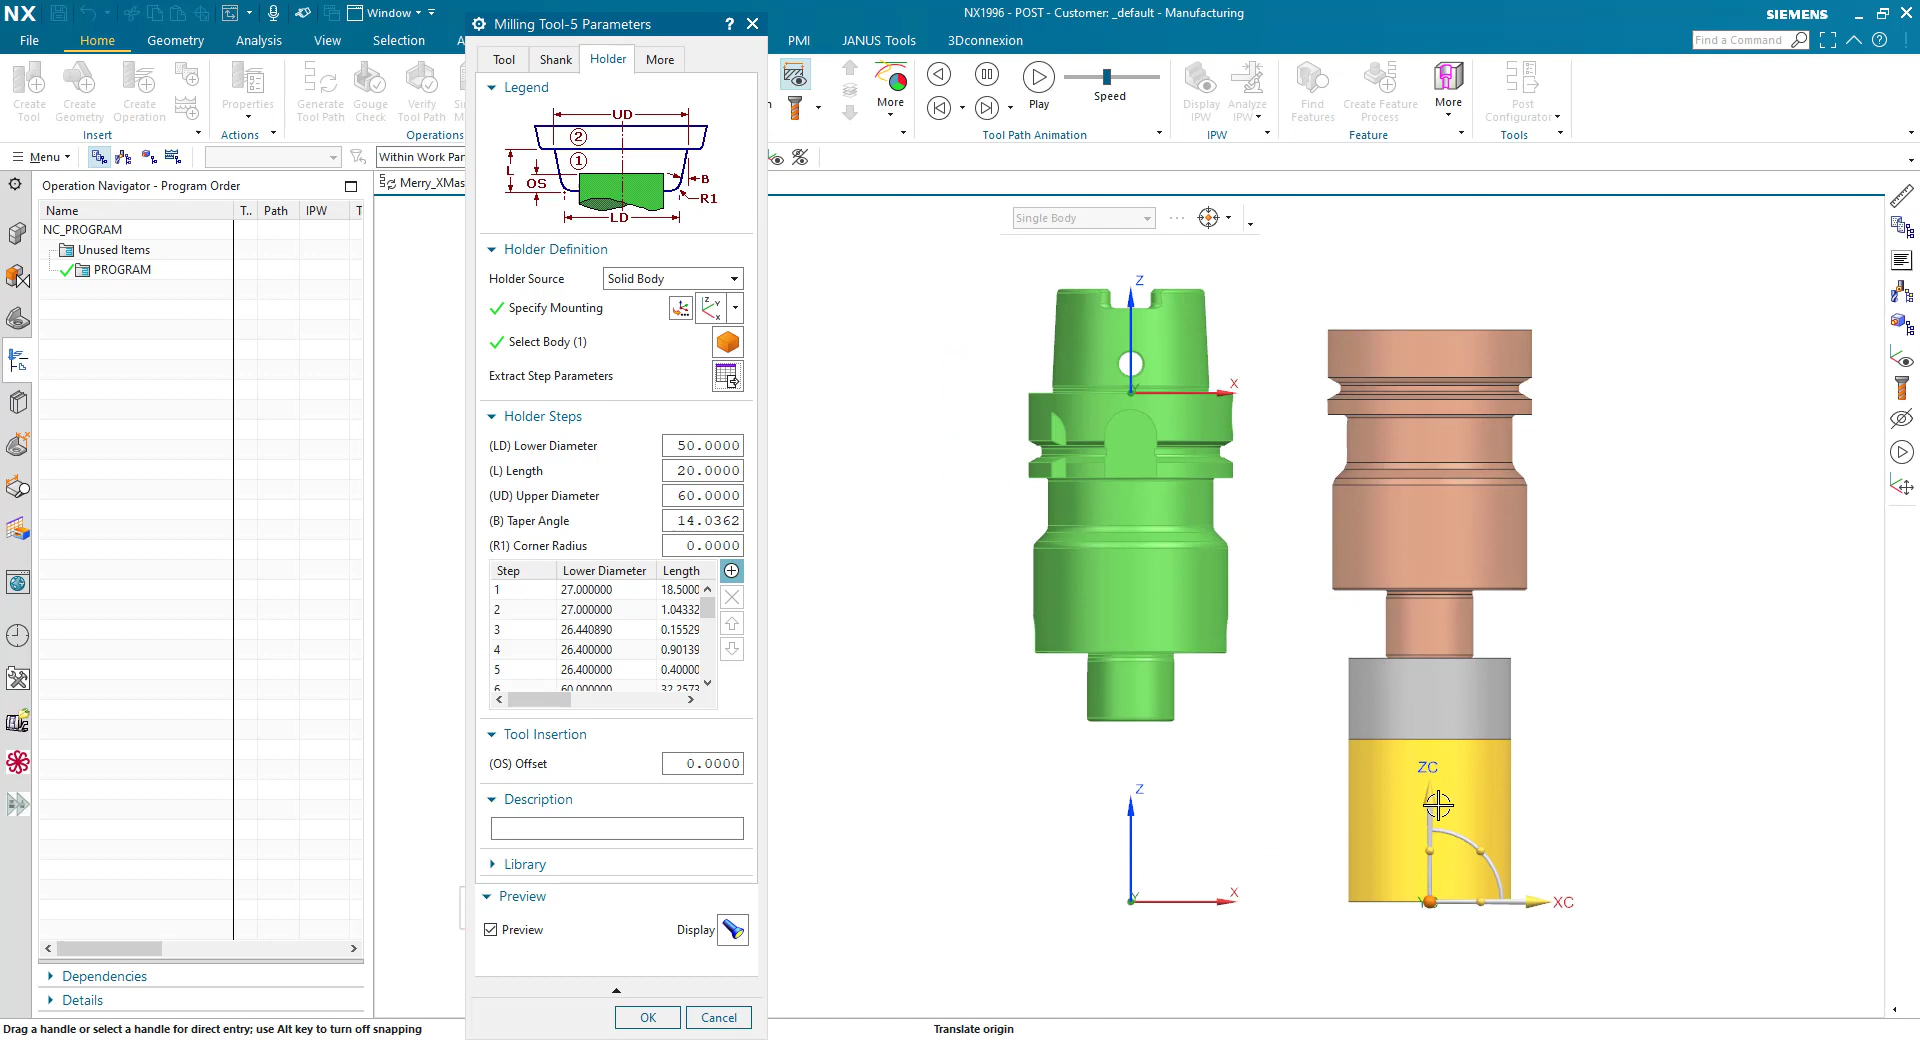 NX
Window
Milling Tool-5 Parameters
?
NX1996 - POST - Customer: _default - Manufacturing
SIEMENS
File
Home
Geometry
Analysis
View
Selection
PMI
JANUS Tools
3Dconnexion
Find a Command
Create Tool
Create Geometry
Create Operation
Insert
Properties
Actions
Generate Tool Path
Gouge Check
Verify Tool Path
Operations
More
Play
Speed
Tool Path Animation
Display IPW
Analyze IPW
IPW
Find Features
Create Feature Process
More
Feature
Post Configurator
Tools
Menu
Within Work Par
Operation Navigator - Program Order
Merry_XMas
Name
T..
Path
IPW
T
NC_PROGRAM
Unused Items
PROGRAM
Dependencies
Details
Tool
Shank
Holder
More
Legend
UD
2
1
L
OS
B
R1
LD
Holder Definition
Holder Source
Solid Body
Specify Mounting
Select Body (1)
Extract Step Parameters
Holder Steps
(LD) Lower Diameter 50.0000
(L) Length 20.0000
(UD) Upper Diameter 60.0000
(B) Taper Angle 14.0362
(R1) Corner Radius 0.0000
Step Lower Diameter Length
1 27.000000 18.5000
2 27.000000 1.04332
3 26.440890 0.15529
4 26.400000 0.90139
5 26.400000 0.40000
6 60.000000 32.2573
Tool Insertion
(OS) Offset 0.0000
Description
Library
Preview
Preview
Display
OK
Cancel
Single Body
Z
X
Y
Z
X
Y
ZC
XC
Drag a handle or select a handle for direct entry; use Alt key to turn off snapping
Translate origin